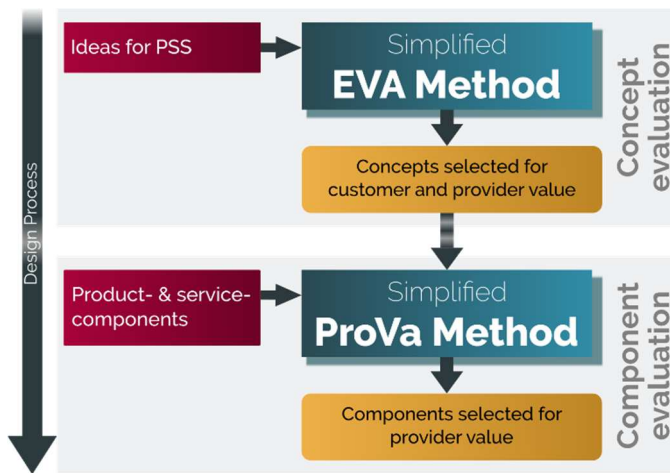 Design Process
Ideas for PSS
Simplified
EVA Method
Concepts selected for
customer and provider value
Concept
evaluation
Product- & service-
components
Simplified
ProVa Method
Components selected for
provider value
Component
evaluation